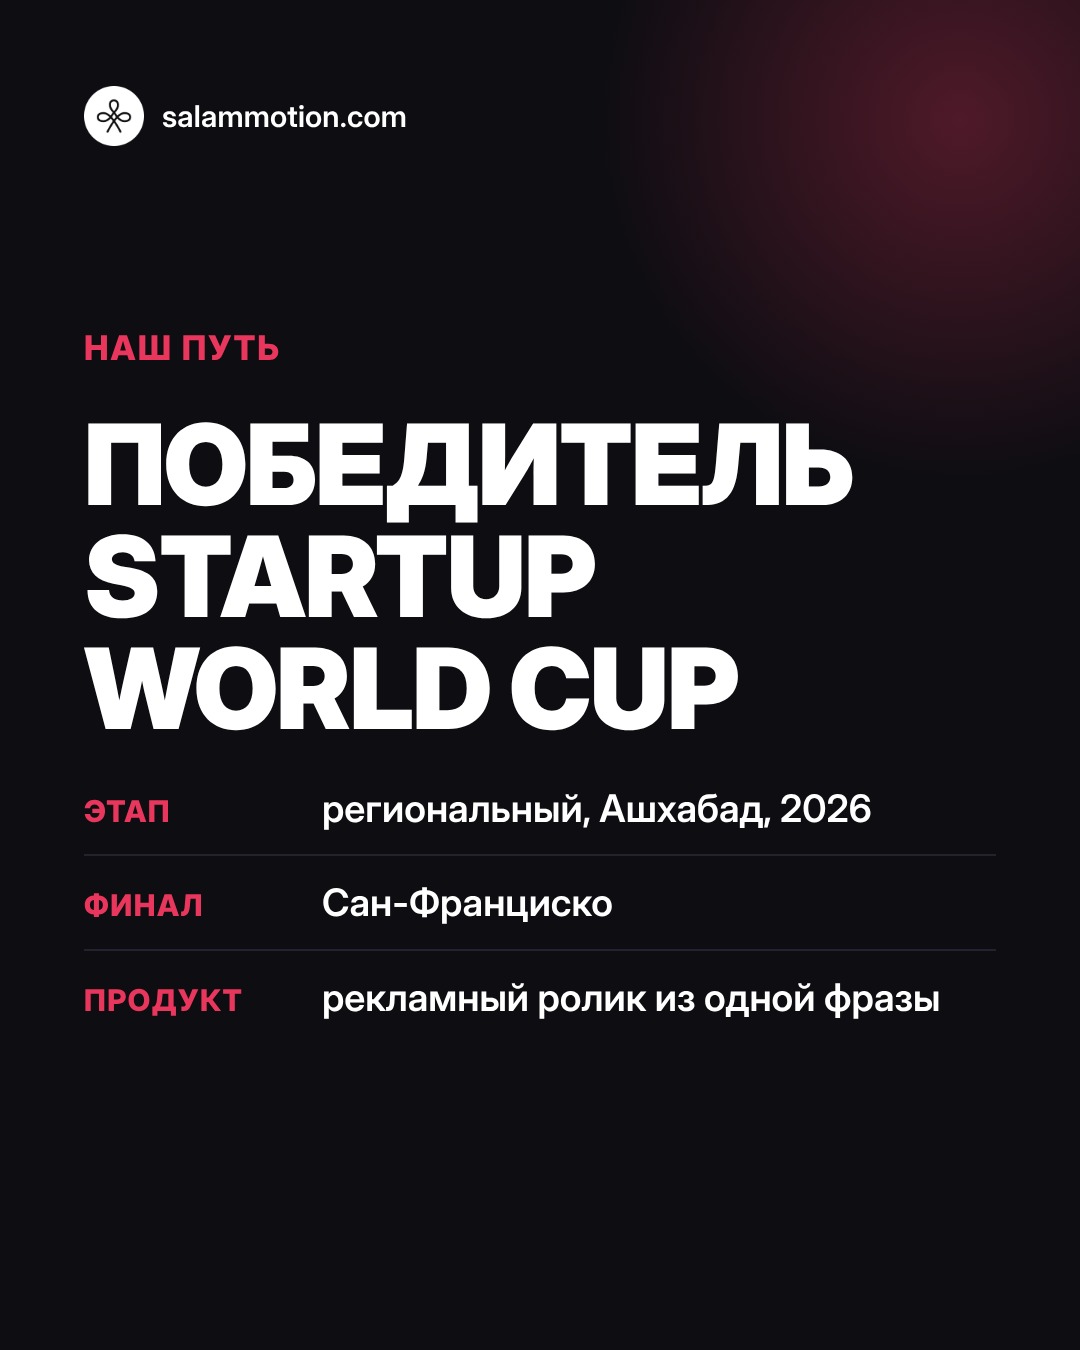 salammotion.com
НАШ ПУТЬ
ПОБЕДИТЕЛЬ
STARTUP
WORLD CUP
ЭТАП региональный, Ашхабад, 2026
ФИНАЛ Сан-Франциско
ПРОДУКТ рекламный ролик из одной фразы